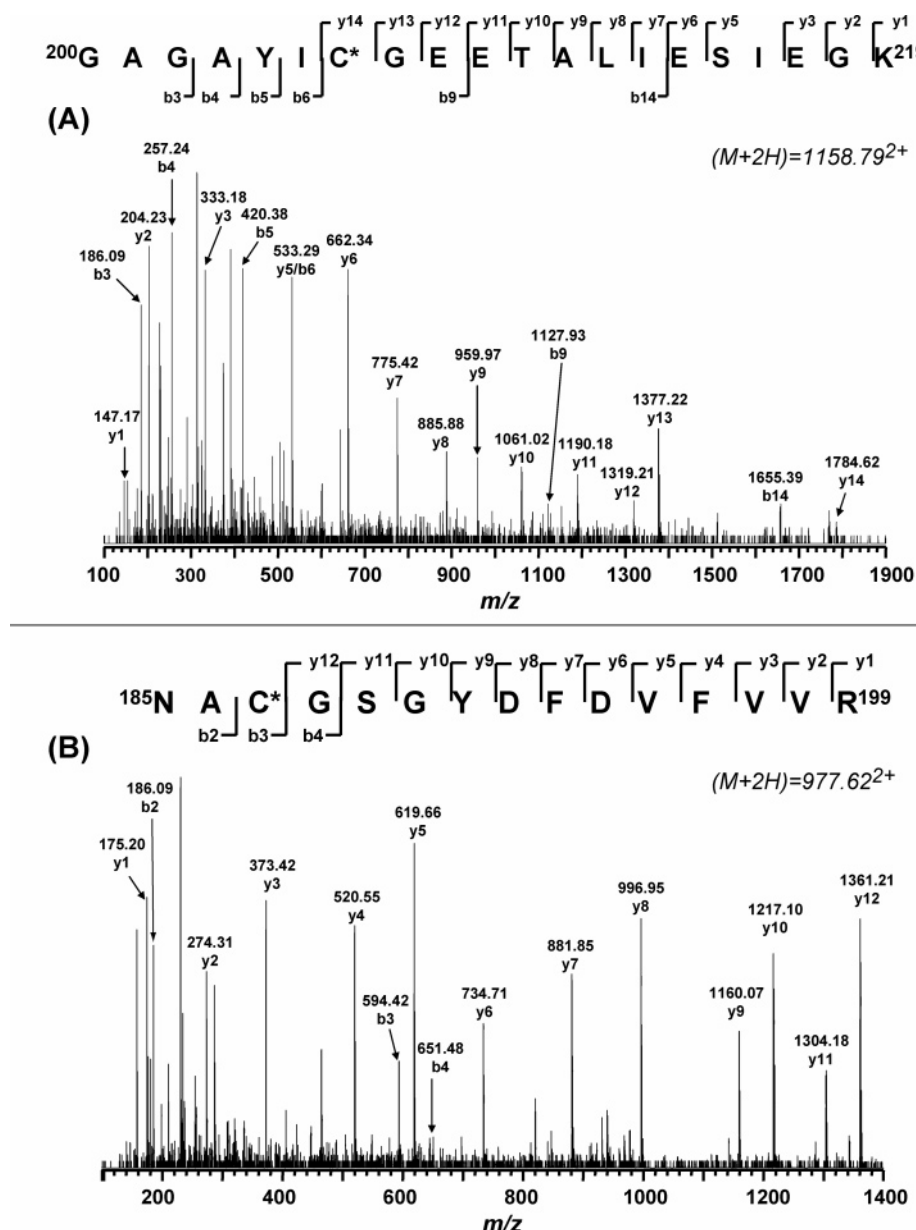 y14 y13 y12 y11 y10 y9 y8 y7 y6 y5 y3 y2 y1
200G A G A Y I C* G E E T A L I E S I E G K219
b3 b4 b5 b6 b9 b14
(A)
(M+2H)=1158.792+
257.24
b4
204.23
y2
186.09
b3
333.18
y3
420.38
b5
533.29
y5/b6
662.34
y6
147.17
y1
775.42
y7
885.88
y8
959.97
y9
1061.02
y10
1127.93
b9
1190.18
y11
1319.21
y12
1377.22
y13
1655.39
b14
1784.62
y14
100 300 500 700 900 1100 1300 1500 1700 1900
m/z
y12 y11 y10 y9 y8 y7 y6 y5 y4 y3 y2 y1
185N A C* G S G Y D F D V F V V R199
b2 b3 b4
(B)
(M+2H)=977.622+
186.09
b2
175.20
y1
274.31
y2
373.42
y3
520.55
y4
594.42
b3
619.66
y5
651.48
b4
734.71
y6
881.85
y7
996.95
y8
1160.07
y9
1217.10
y10
1304.18
y11
1361.21
y12
200 400 600 800 1000 1200 1400
m/z